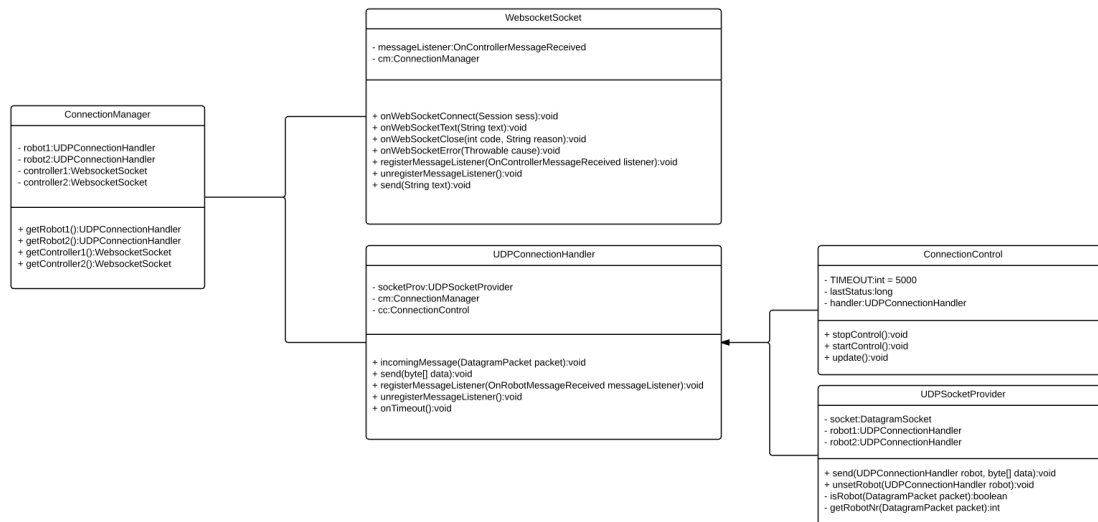 WebsocketSocket
- messageListener:OnControllerMessageReceived
- cm:ConnectionManager
+ onWebSocketConnect(Session sess):void
+ onWebSocketText(String text):void
+ onWebSocketClose(int code, String reason):void
+ onWebSocketError(Throwable cause):void
+ registerMessageListener(OnControllerMessageReceived listener):void
+ unregisterMessageListener():void
+ send(String text):void
ConnectionManager
- robot1:UDPConnectionHandler
- robot2:UDPConnectionHandler
- controller1:WebsocketSocket
- controller2:WebsocketSocket
+ getRobot1():UDPConnectionHandler
+ getRobot2():UDPConnectionHandler
+ getController1():WebsocketSocket
+ getController2():WebsocketSocket
UDPConnectionHandler
- socketProv:UDPSocketProvider
- cm:ConnectionManager
- cc:ConnectionControl
+ incomingMessage(DatagramPacket packet):void
+ send(byte[] data):void
+ registerMessageListener(OnRobotMessageReceived messageListener):void
+ unregisterMessageListener():void
+ onTimeout():void
ConnectionControl
- TIMEOUT:int = 5000
- lastStatus:long
- handler:UDPConnectionHandler
+ stopControl():void
+ startControl():void
+ update():void
UDPSocketProvider
- socket:DatagramSocket
- robot1:UDPConnectionHandler
- robot2:UDPConnectionHandler
+ send(UDPConnectionHandler robot, byte[] data):void
+ unsetRobot(UDPConnectionHandler robot):void
- isRobot(DatagramPacket packet):boolean
- getRobotNr(DatagramPacket packet):int